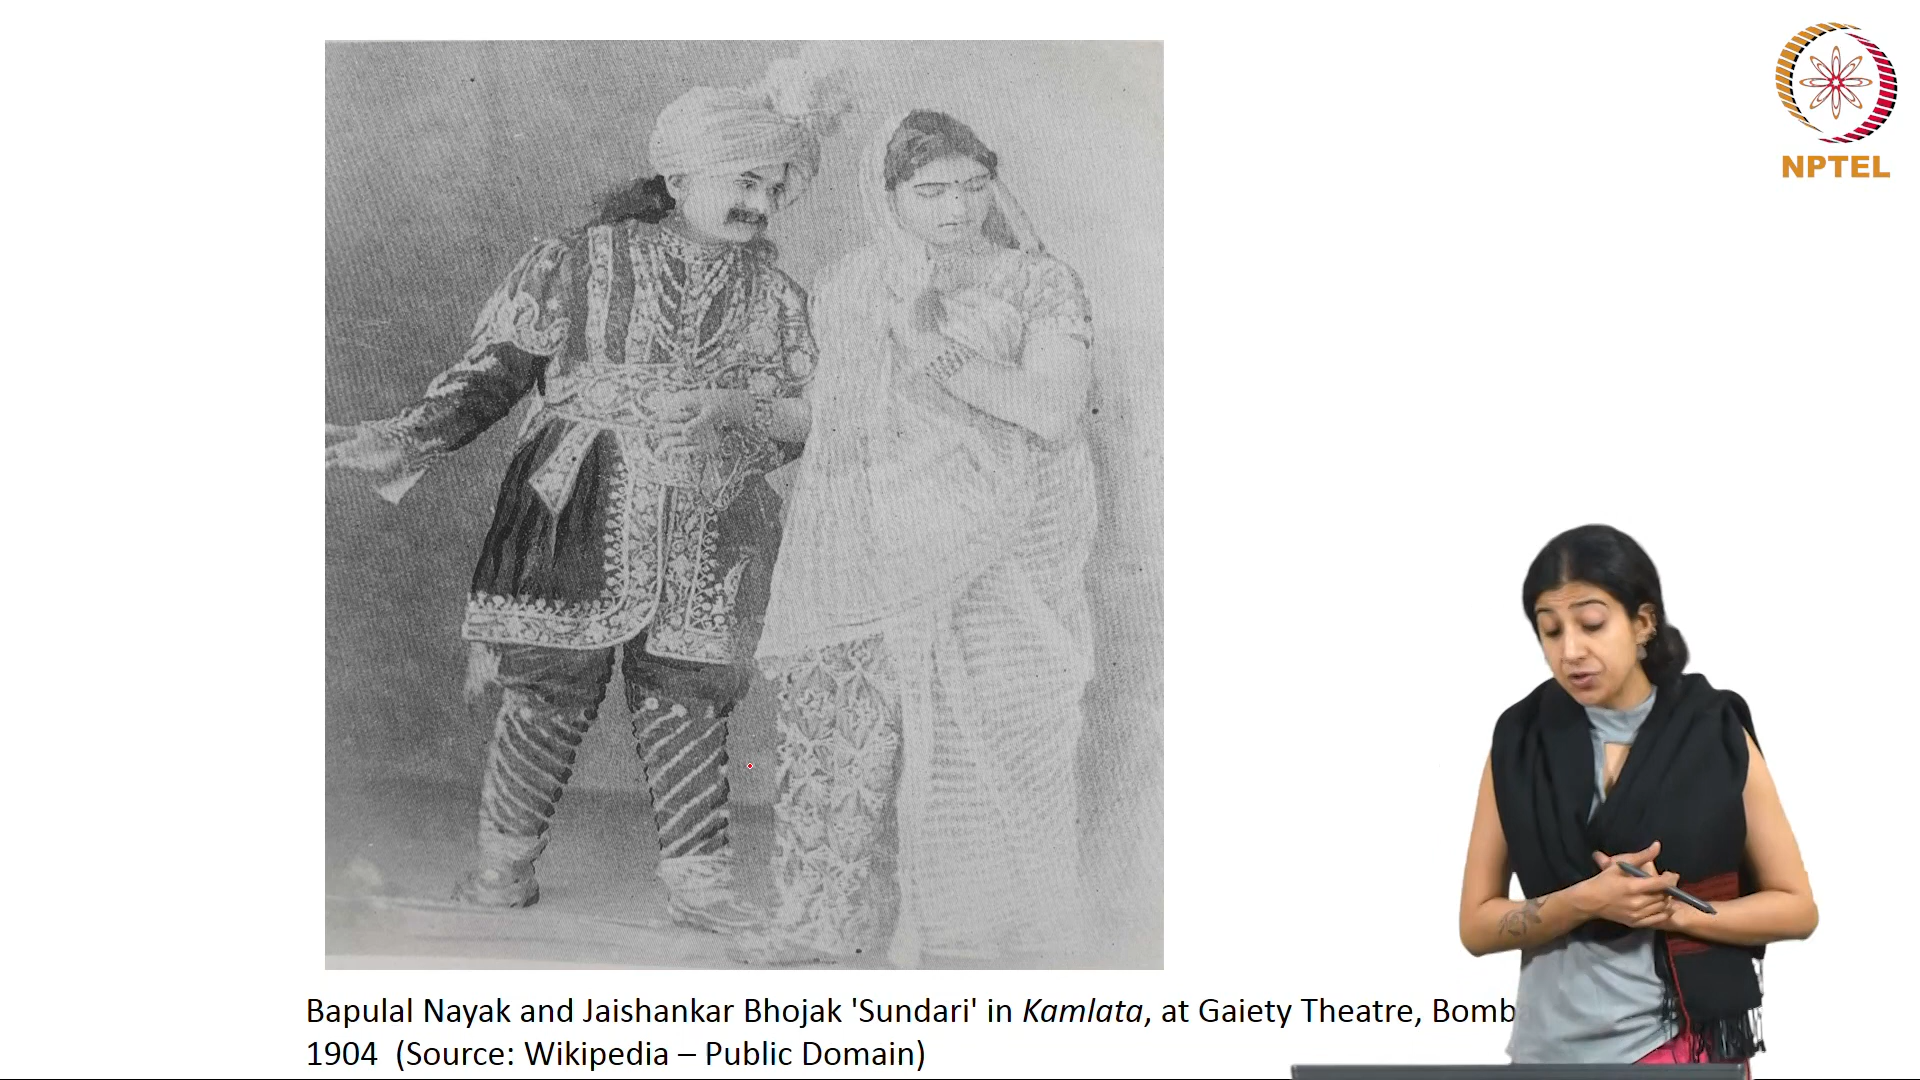 NPTEL
Bapulal Nayak and Jaishankar Bhojak 'Sundari' in Kamlata, at Gaiety Theatre,
1904 (Source: Wikipedia – Public Domain)